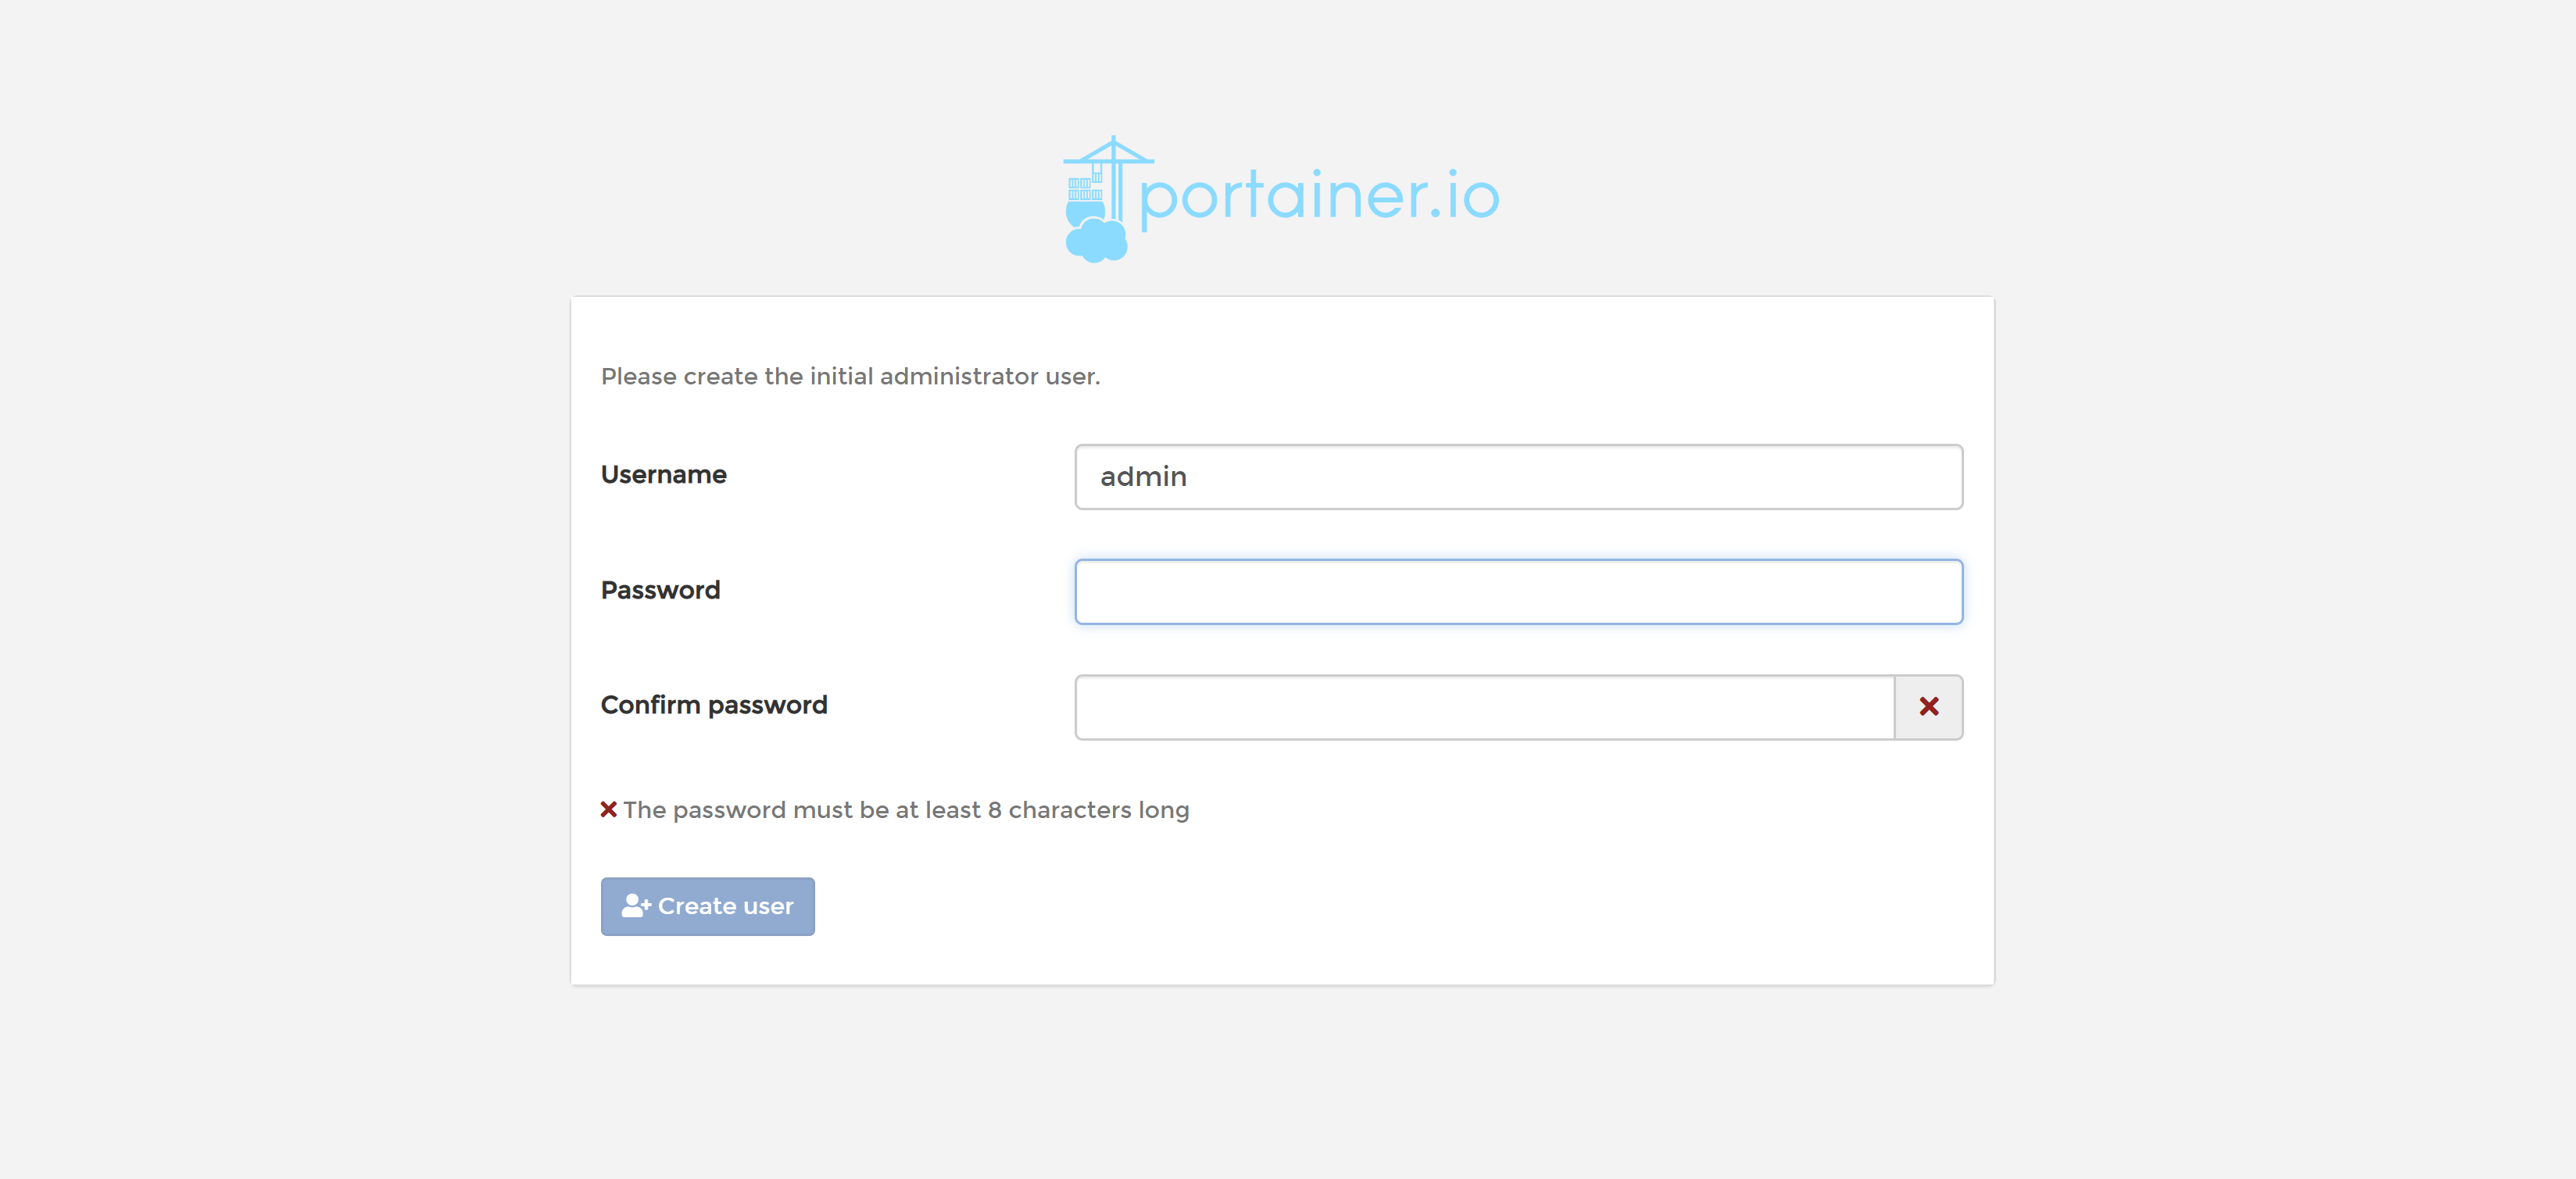 portainer.io
Please create the initial administrator user.
Username
admin
Password
Confirm password
The password must be at least 8 characters long
Create user